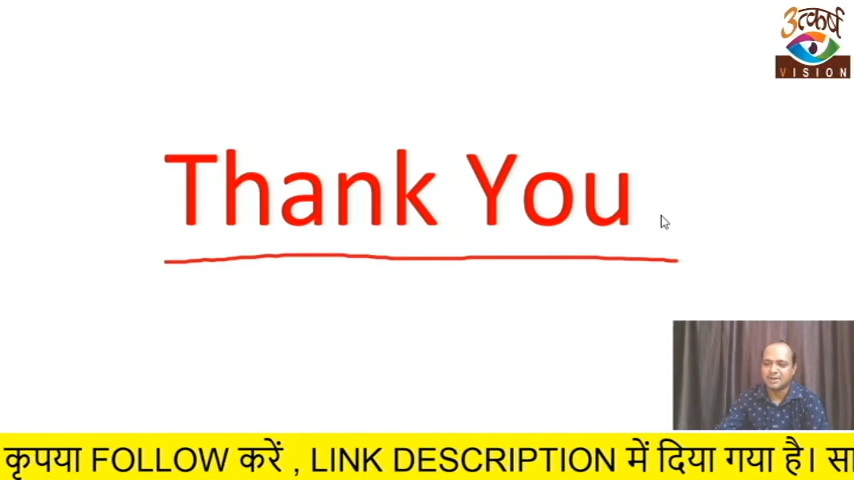 उत्कर्ष
VISION
Thank You
कृपया FOLLOW करें , LINK DESCRIPTION में दिया गया है। सा